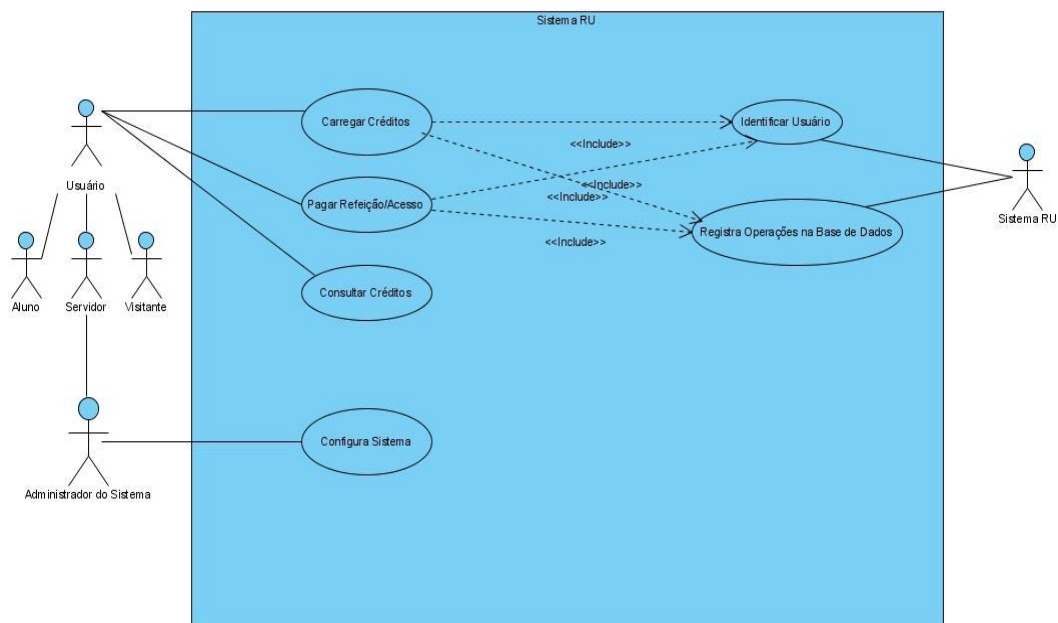 Sistema RU
Carregar Créditos
Identificar Usuário
<<Include>>
Usuário
<<Include>>
Pagar Refeição/Acesso
<<Include>>
Sistema RU
Registra Operações na Base de Dados
<<Include>>
Aluno
Servidor
Visitante
Consultar Créditos
Configura Sistema
Administrador do Sistema